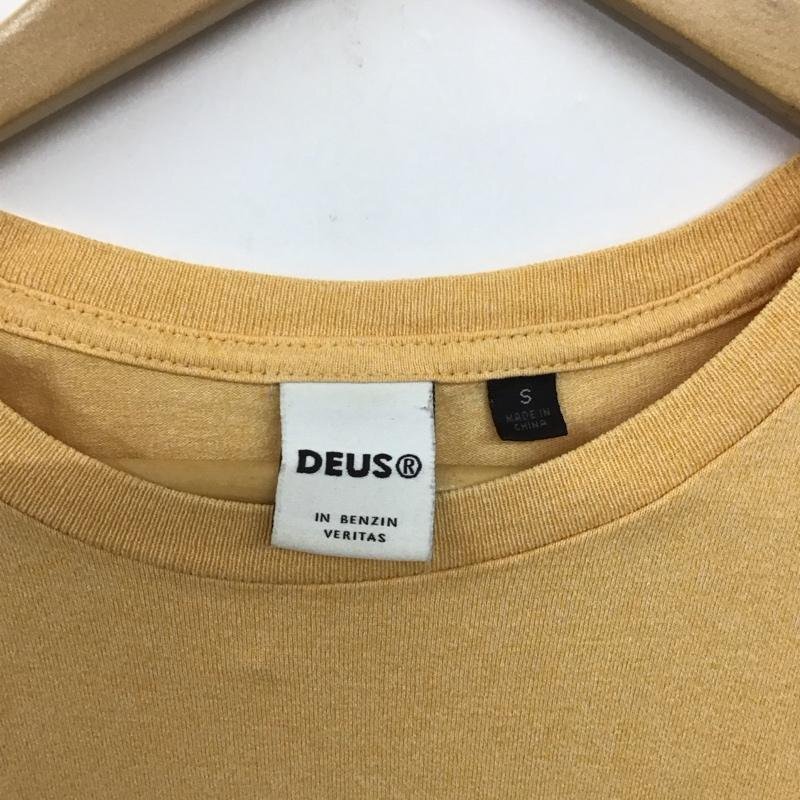 DEUS®
IN BENZIN
VERITAS
S
MADE IN
CHINA